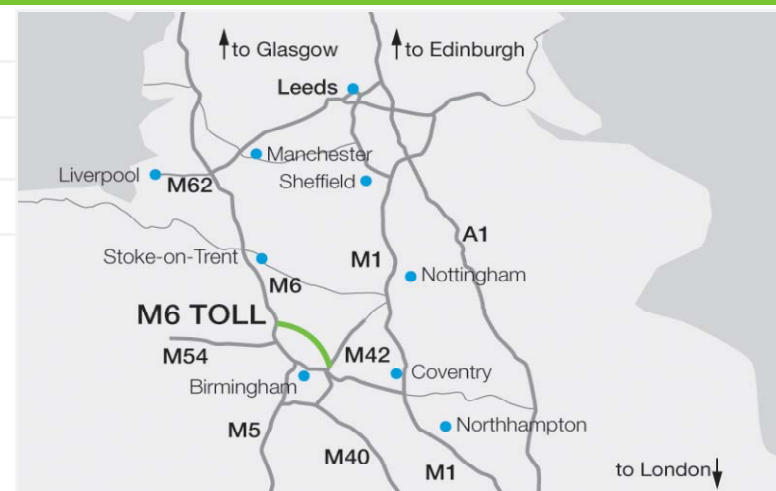 to Glasgow
to Edinburgh
Leeds
Manchester
Liverpool
M62
Sheffield
A1
Stoke-on-Trent
M1
Nottingham
M6
M6 TOLL
M54
M42
Coventry
Birmingham
Northhampton
M5
M40
M1
to London